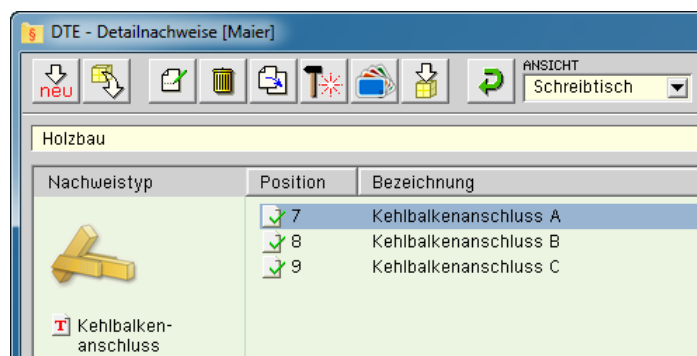 DTE - Detailnachweise [Maier]
neu
ANSICHT
Schreibtisch
Holzbau
Nachweistyp
Position
Bezeichnung
7 Kehlbalkenanschluss A
8 Kehlbalkenanschluss B
9 Kehlbalkenanschluss C
T Kehlbalken-
anschluss